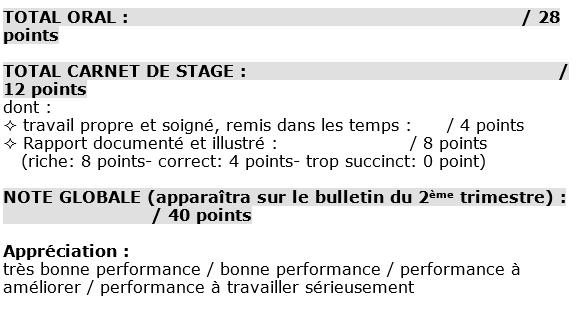 TOTAL ORAL : / 28
points
TOTAL CARNET DE STAGE : /
12 points
dont :
✧ travail propre et soigné, remis dans les temps : / 4 points
✧ Rapport documenté et illustré : / 8 points
(riche: 8 points- correct: 4 points- trop succinct: 0 point)
NOTE GLOBALE (apparaîtra sur le bulletin du 2ème trimestre) :
/ 40 points
Appréciation :
très bonne performance / bonne performance / performance à
améliorer / performance à travailler sérieusement